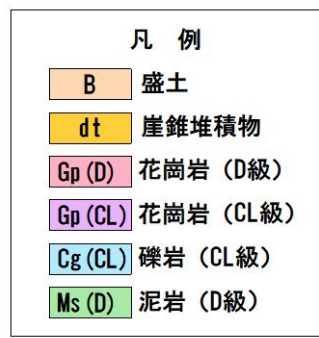 凡 例
B 盛土
dt 崖錐堆積物
Gp(D) 花崗岩（D級）
Gp(CL) 花崗岩（CL級）
Cg(CL) 礫岩（CL級）
Ms(D) 泥岩（D級）